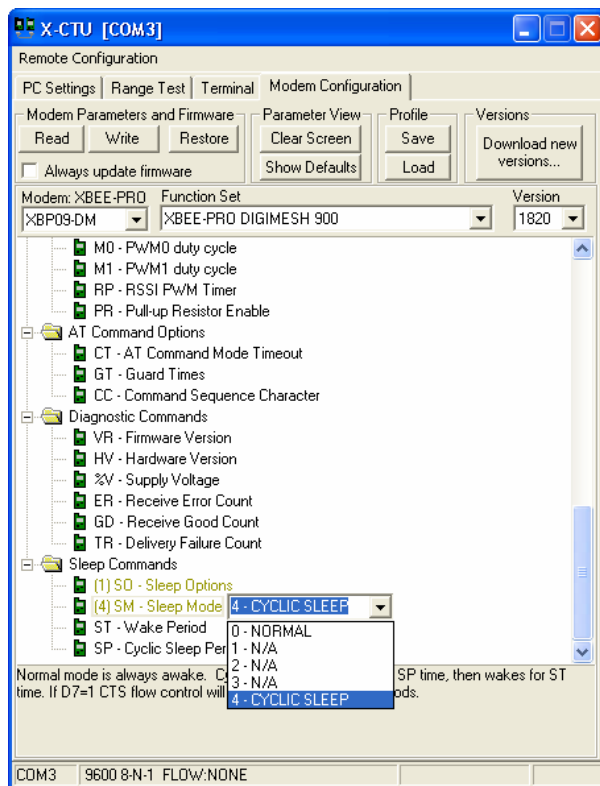 X-CTU [COM3]
Remote Configuration
PC Settings Range Test Terminal Modem Configuration
Modem Parameters and Firmware Parameter View Profile Versions
Read Write Restore Clear Screen Save Download new versions...
Always update firmware Show Defaults Load
Modem: XBEE-PRO Function Set Version
XBP09-DM XBEE-PRO DIGIMESH 900 1820
M0 - PWM0 duty cycle
M1 - PWM1 duty cycle
RP - RSSI PWM Timer
PR - Pull-up Resistor Enable
AT Command Options
CT - AT Command Mode Timeout
GT - Guard Times
CC - Command Sequence Character
Diagnostic Commands
VR - Firmware Version
HV - Hardware Version
%V - Supply Voltage
ER - Receive Error Count
GD - Receive Good Count
TR - Delivery Failure Count
Sleep Commands
(1) SO - Sleep Options
(4) SM - Sleep Mode 4 - CYCLIC SLEEP
ST - Wake Period
SP - Cyclic Sleep Per
0 - NORMAL
1 - N/A
2 - N/A
3 - N/A
4 - CYCLIC SLEEP
Normal mode is always awake. SP time, then wakes for ST
time. If D7=1 CTS flow control will ods.
COM3 9600 8-N-1 FLOW:NONE